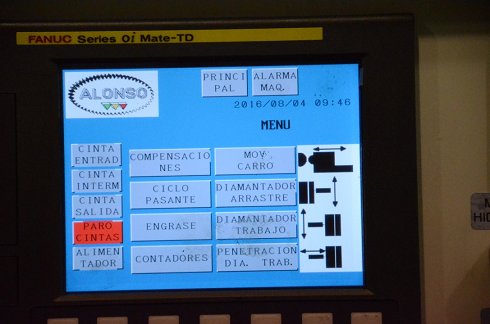 FANUC Series 0i Mate-TD
ALONSO
PRINCI
PAL
ALARMA
MAQ.
2016/08/04 09:46
MENU
CINTA
ENTRAD
CINTA
INTERM
CINTA
SALIDA
PARO
CINTAS
ALIMEN
TADOR
COMPENSACIO
NES
CICLO
PASANTE
ENGRASE
CONTADORES
MOV.
CARRO
DIAMANTADOR
ARRASTRE
DIAMANTADOR
TRABAJO
PENETRACION
DIA. TRAB.